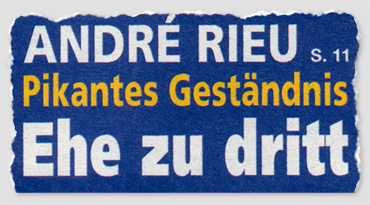 ANDRÉ RIEU S. 11
Pikantes Geständnis
Ehe zu dritt